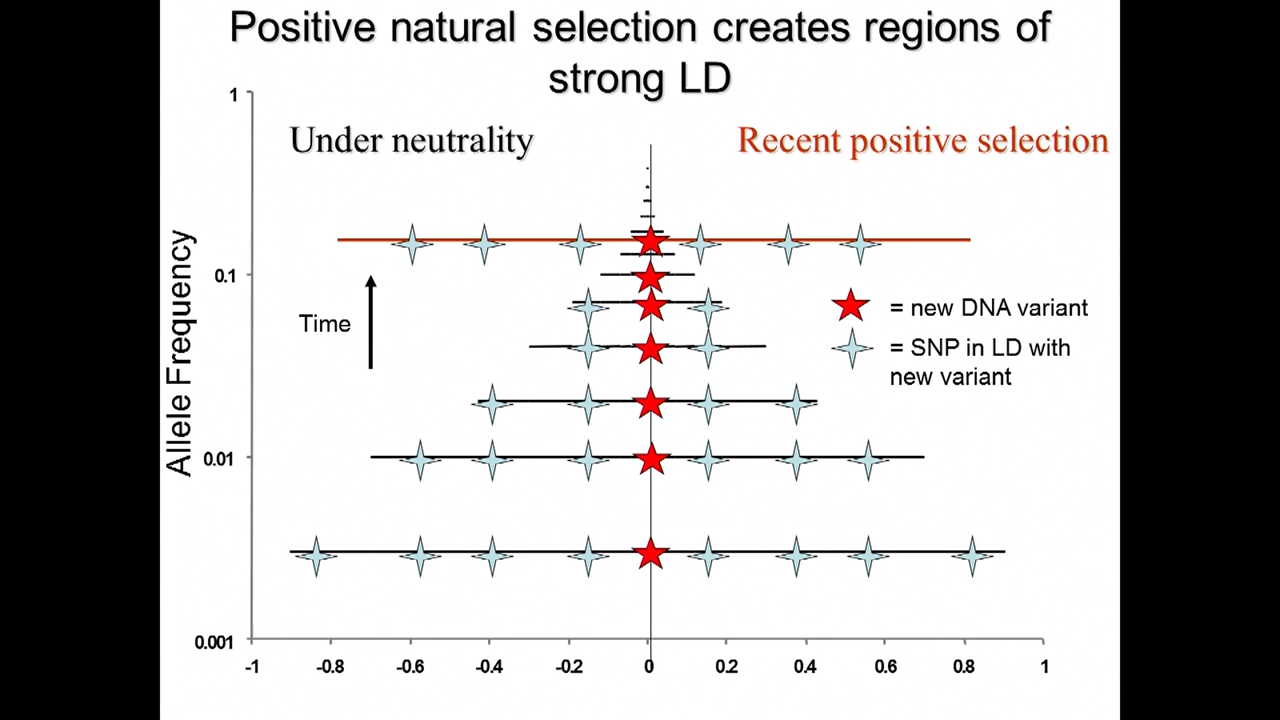 Positive natural selection creates regions of
strong LD
1
Under neutrality
Recent positive selection
Allele Frequency
0.1
Time
= new DNA variant
= SNP in LD with
new variant
0.01
0.001
-1 -0.8 -0.6 -0.4 -0.2 0 0.2 0.4 0.6 0.8 1